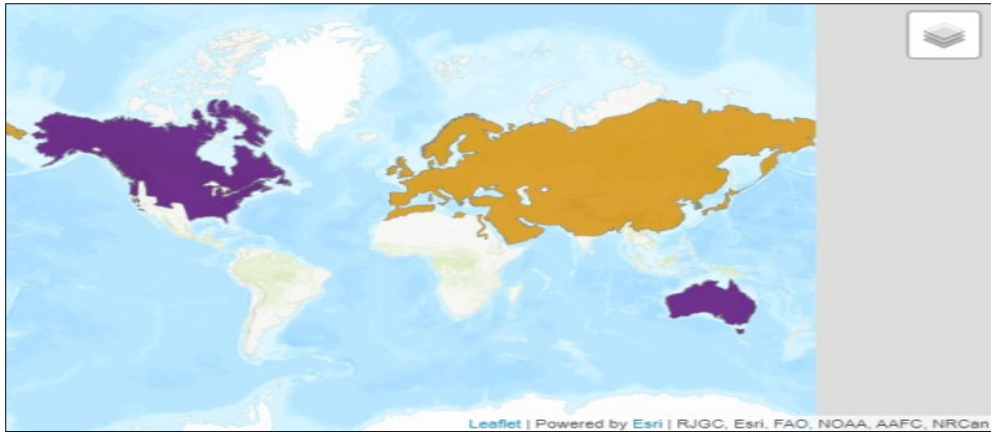 Leaflet | Powered by Esri | RJGC, Esri, FAO, NOAA, AAFC, NRCan